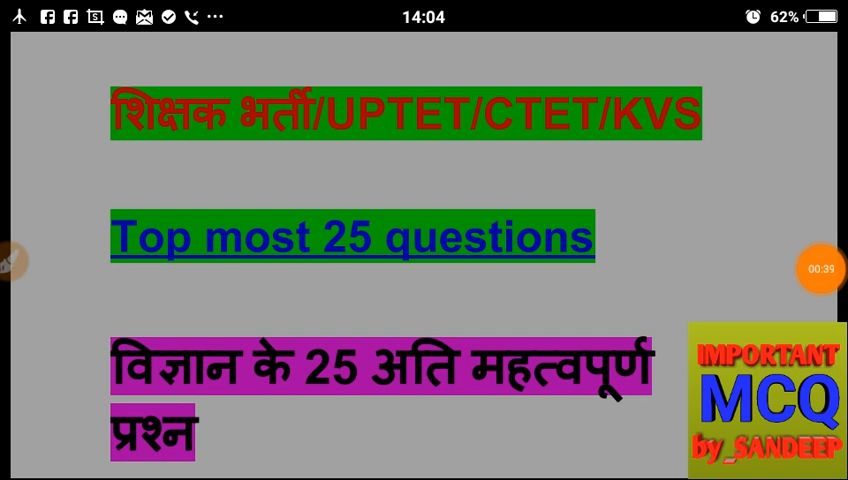 14:04
62%
शिक्षक भर्ती/UPTET/CTET/KVS
Top most 25 questions
00:39
विज्ञान के 25 अति महत्वपूर्ण
प्रश्न
IMPORTANT
MCQ
by_SANDEEP